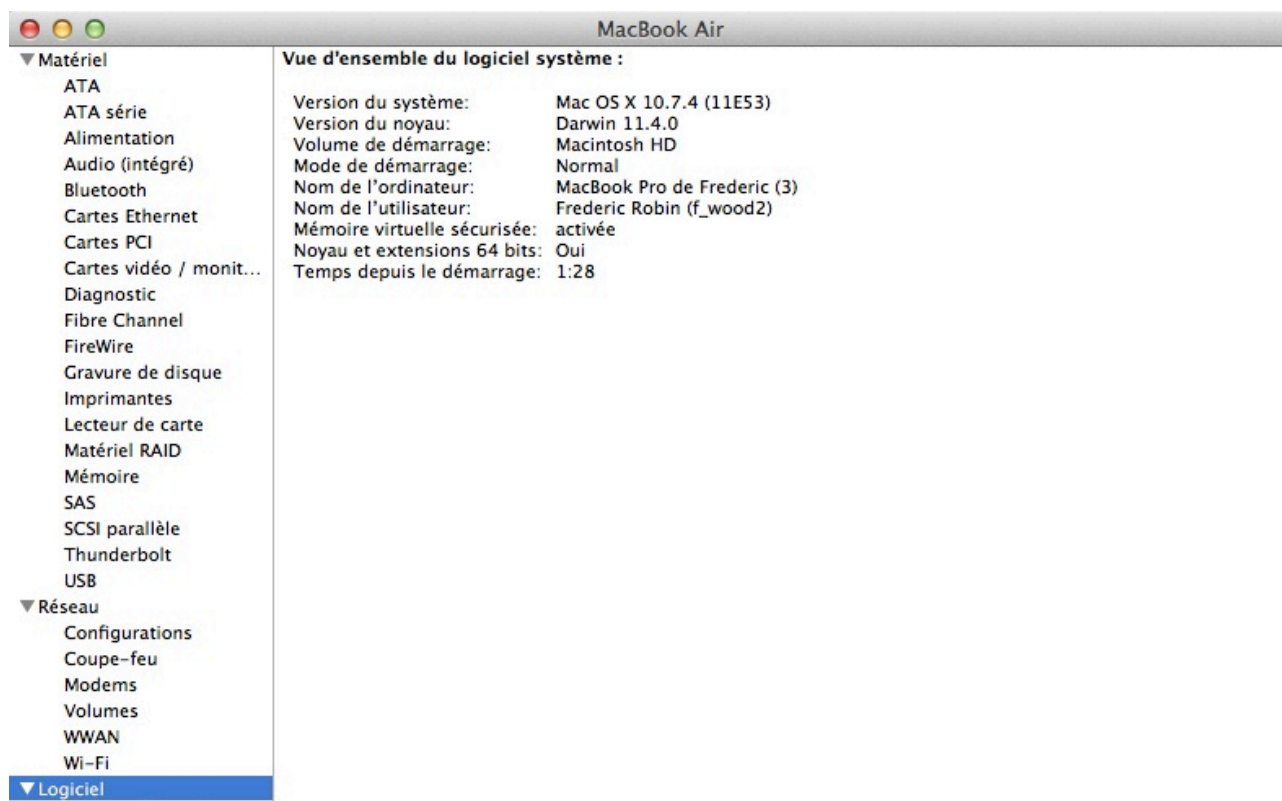 MacBook Air
▼ Matériel
ATA
ATA série
Alimentation
Audio (intégré)
Bluetooth
Cartes Ethernet
Cartes PCI
Cartes vidéo / monit...
Diagnostic
Fibre Channel
FireWire
Gravure de disque
Imprimantes
Lecteur de carte
Matériel RAID
Mémoire
SAS
SCSI parallèle
Thunderbolt
USB
▼ Réseau
Configurations
Coupe-feu
Modems
Volumes
WWAN
Wi-Fi
▼ Logiciel
Vue d'ensemble du logiciel système :
Version du système: Mac OS X 10.7.4 (11E53)
Version du noyau: Darwin 11.4.0
Volume de démarrage: Macintosh HD
Mode de démarrage: Normal
Nom de l’ordinateur: MacBook Pro de Frederic (3)
Nom de l’utilisateur: Frederic Robin (f_wood2)
Mémoire virtuelle sécurisée: activée
Noyau et extensions 64 bits: Oui
Temps depuis le démarrage: 1:28